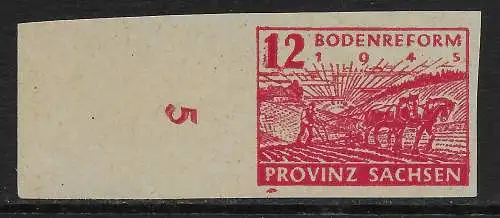 12 BODENREFORM
1945
5
PROVINZ SACHSEN